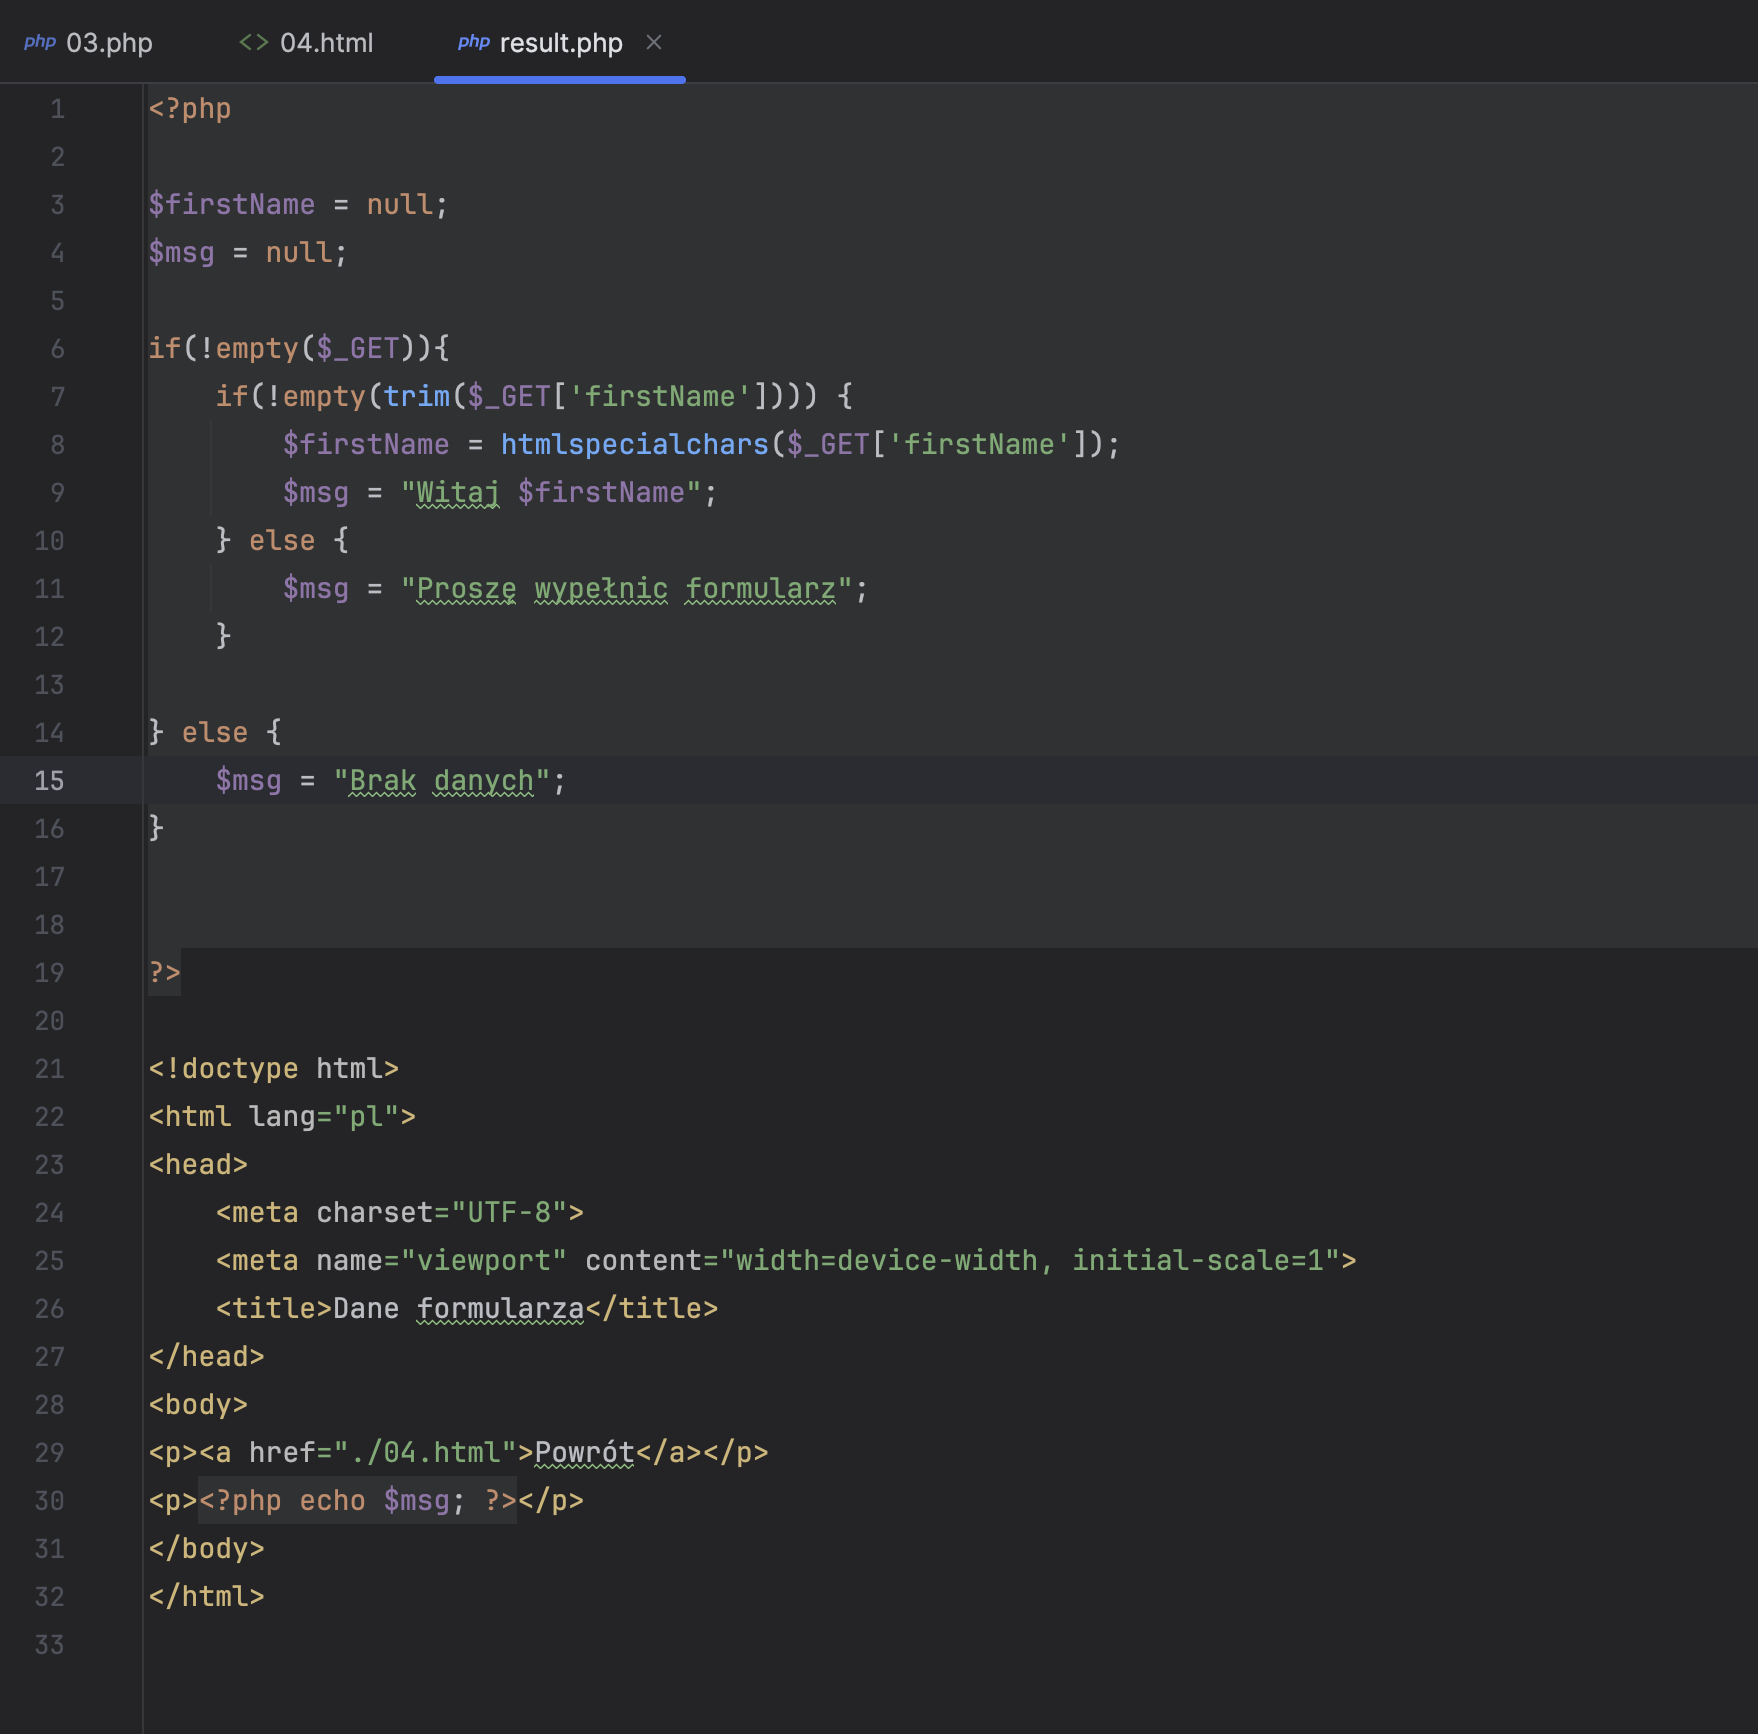 php 03.php <> 04.html php result.php ×
1 <?php
2
3 $firstName = null;
4 $msg = null;
5
6 if(!empty($_GET)){
7     if(!empty(trim($_GET['firstName']))) {
8         $firstName = htmlspecialchars($_GET['firstName']);
9         $msg = "Witaj $firstName";
10     } else {
11         $msg = "Proszę wypełnic formularz";
12     }
13
14 } else {
15     $msg = "Brak danych";
16 }
17
18
19 ?>
20
21 <!doctype html>
22 <html lang="pl">
23 <head>
24     <meta charset="UTF-8">
25     <meta name="viewport" content="width=device-width, initial-scale=1">
26     <title>Dane formularza</title>
27 </head>
28 <body>
29 <p><a href="./04.html">Powrót</a></p>
30 <p><?php echo $msg; ?></p>
31 </body>
32 </html>
33